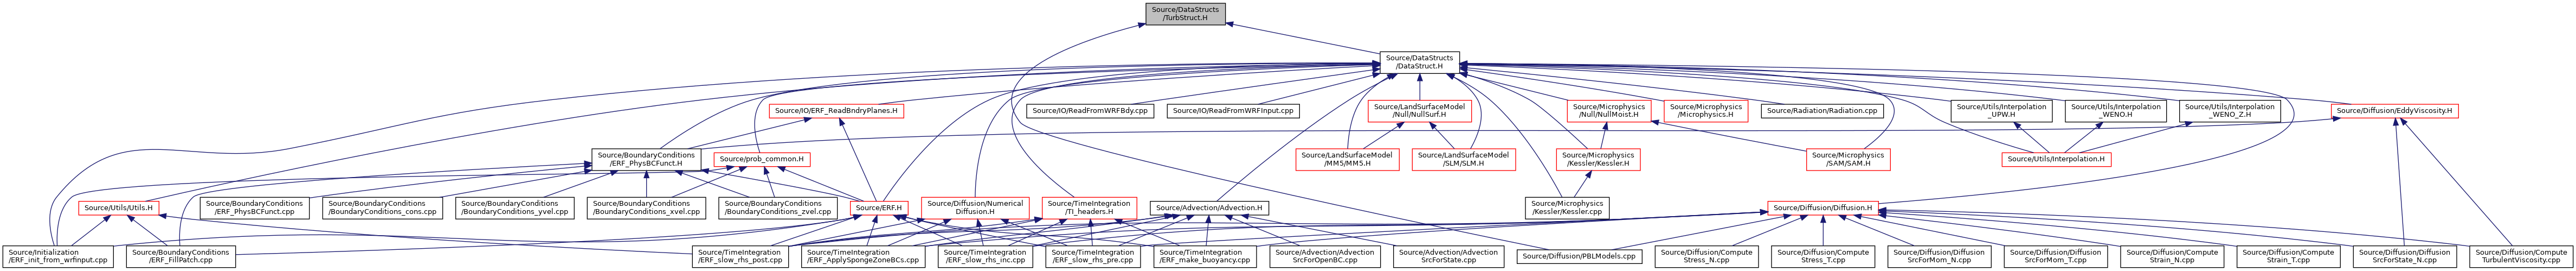 Source/DataStructs
/TurbStruct.H
Source/DataStructs
/DataStruct.H
Source/IO/ERF_ReadBndryPlanes.H
Source/IO/ReadFromWRFBdy.cpp
Source/IO/ReadFromWRFInput.cpp
Source/LandSurfaceModel
/Null/NullSurf.H
Source/Microphysics
/Null/NullMoist.H
Source/Microphysics
/Microphysics.H
Source/Radiation/Radiation.cpp
Source/Utils/Interpolation
_UPW.H
Source/Utils/Interpolation
_WENO.H
Source/Utils/Interpolation
_WENO_Z.H
Source/Diffusion/EddyViscosity.H
Source/BoundaryConditions
/ERF_PhysBCFunct.H
Source/prob_common.H
Source/LandSurfaceModel
/MM5/MM5.H
Source/LandSurfaceModel
/SLM/SLM.H
Source/Microphysics
/Kessler/Kessler.H
Source/Microphysics
/SAM/SAM.H
Source/Utils/Interpolation.H
Source/Utils/Utils.H
Source/BoundaryConditions
/ERF_PhysBCFunct.cpp
Source/BoundaryConditions
/BoundaryConditions_cons.cpp
Source/BoundaryConditions
/BoundaryConditions_yvel.cpp
Source/BoundaryConditions
/BoundaryConditions_xvel.cpp
Source/BoundaryConditions
/BoundaryConditions_zvel.cpp
Source/ERF.H
Source/Diffusion/Numerical
Diffusion.H
Source/TimeIntegration
/TI_headers.H
Source/Advection/Advection.H
Source/Microphysics
/Kessler/Kessler.cpp
Source/Diffusion/Diffusion.H
Source/Initialization
/ERF_init_from_wrfinput.cpp
Source/BoundaryConditions
/ERF_FillPatch.cpp
Source/TimeIntegration
/ERF_slow_rhs_post.cpp
Source/TimeIntegration
/ERF_ApplySpongeZoneBCs.cpp
Source/TimeIntegration
/ERF_slow_rhs_inc.cpp
Source/TimeIntegration
/ERF_slow_rhs_pre.cpp
Source/TimeIntegration
/ERF_make_buoyancy.cpp
Source/Advection/Advection
SrcForOpenBC.cpp
Source/Advection/Advection
SrcForState.cpp
Source/Diffusion/PBLModels.cpp
Source/Diffusion/Compute
Stress_N.cpp
Source/Diffusion/Compute
Stress_T.cpp
Source/Diffusion/Diffusion
SrcForMom_N.cpp
Source/Diffusion/Diffusion
SrcForMom_T.cpp
Source/Diffusion/Compute
Strain_N.cpp
Source/Diffusion/Compute
Strain_T.cpp
Source/Diffusion/Diffusion
SrcForState_N.cpp
Source/Diffusion/Compute
TurbulentViscosity.cpp